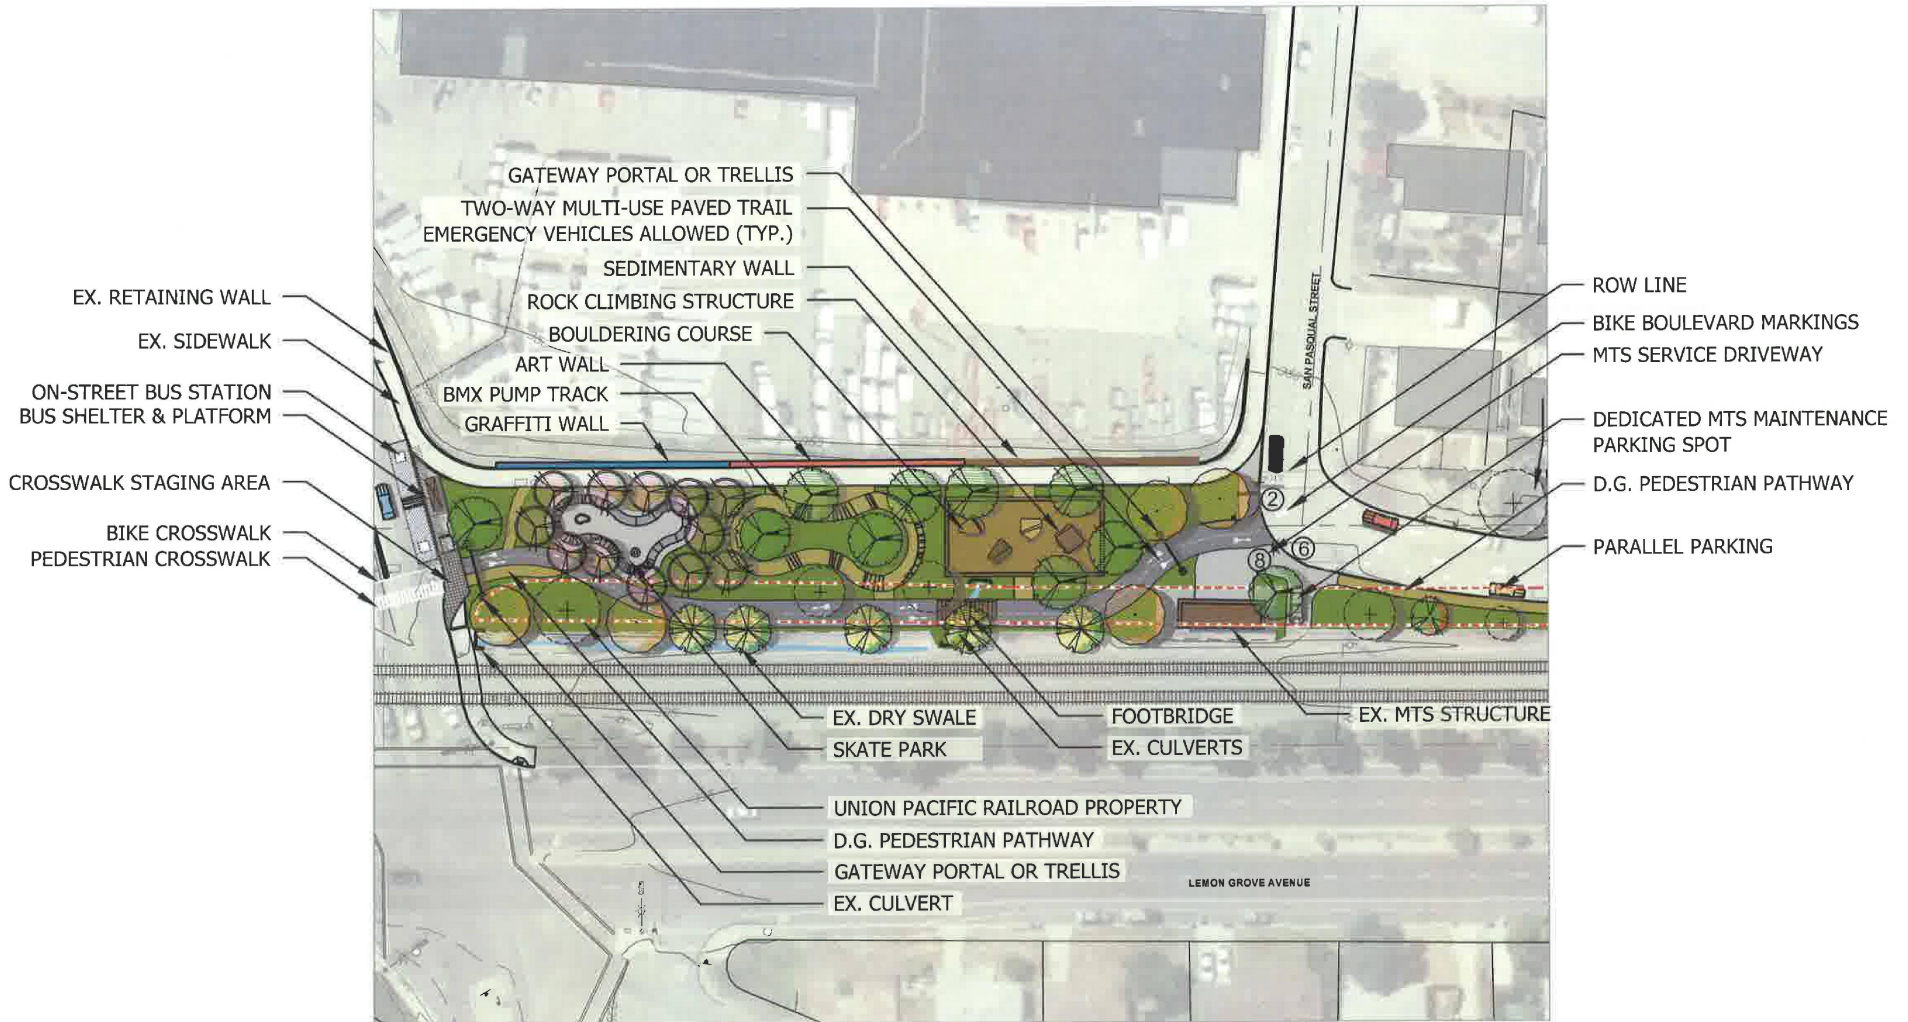 GATEWAY PORTAL OR TRELLIS
TWO-WAY MULTI-USE PAVED TRAIL
EMERGENCY VEHICLES ALLOWED (TYP.)
SEDIMENTARY WALL
ROCK CLIMBING STRUCTURE
BOULDERING COURSE
ART WALL
BMX PUMP TRACK
GRAFFITI WALL
EX. RETAINING WALL
EX. SIDEWALK
ON-STREET BUS STATION
BUS SHELTER & PLATFORM
CROSSWALK STAGING AREA
BIKE CROSSWALK
PEDESTRIAN CROSSWALK
SAN PASQUAL STREET
ROW LINE
BIKE BOULEVARD MARKINGS
MTS SERVICE DRIVEWAY
DEDICATED MTS MAINTENANCE
PARKING SPOT
D.G. PEDESTRIAN PATHWAY
PARALLEL PARKING
2
6
8
EX. DRY SWALE
SKATE PARK
FOOTBRIDGE
EX. CULVERTS
EX. MTS STRUCTURE
UNION PACIFIC RAILROAD PROPERTY
D.G. PEDESTRIAN PATHWAY
GATEWAY PORTAL OR TRELLIS
EX. CULVERT
LEMON GROVE AVENUE